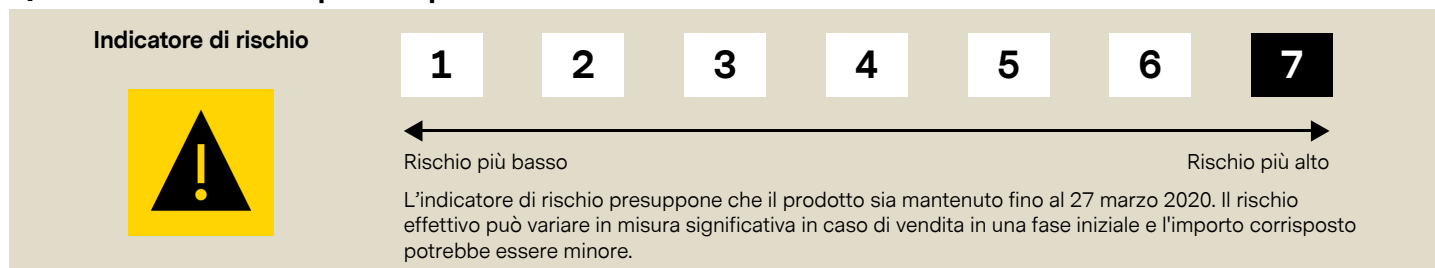 Indicatore di rischio
1 2 3 4 5 6 7
Rischio più basso Rischio più alto
L'indicatore di rischio presuppone che il prodotto sia mantenuto fino al 27 marzo 2020. Il rischio
effettivo può variare in misura significativa in caso di vendita in una fase iniziale e l'importo corrisposto
potrebbe essere minore.